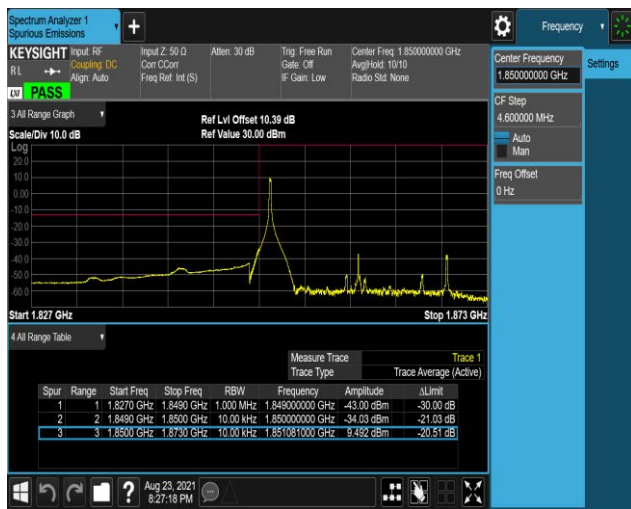 Spectrum Analyzer 1
Spurious Emissions
+
Frequency
KEYSIGHT Input: RF Input Z: 50 Ω Atten: 30 dB Trig: Free Run Center Freq: 1.850000000 GHz
RL Coupling: DC Corr CCorr Gate: Off Avg|Hold: 10/10
Align: Auto Freq Ref: Int (S) IF Gain: Low Radio Std: None
LXI PASS
Center Frequency
1.850000000 GHz
Settings
CF Step
4.600000 MHz
Auto
Man
Freq Offset
0 Hz
3 All Range Graph
Ref Lvl Offset 10.39 dB
Scale/Div 10.0 dB Ref Value 30.00 dBm
Log
20.0
10.0
0.00
-10.0
-20.0
-30.0
-40.0
-50.0
-60.0
Start 1.827 GHz Stop 1.873 GHz
4 All Range Table
Measure Trace Trace 1
Trace Type Trace Average (Active)
Spur Range Start Freq Stop Freq RBW Frequency Amplitude ΔLimit
1 1 1.8270 GHz 1.8490 GHz 1.000 MHz 1.849000000 GHz -43.00 dBm -30.00 dB
2 2 1.8490 GHz 1.8500 GHz 10.00 kHz 1.850000000 GHz -34.03 dBm -21.03 dB
3 3 1.8500 GHz 1.8730 GHz 10.00 kHz 1.851081000 GHz 9.492 dBm -20.51 dB
? Aug 23, 2021
8:27:18 PM